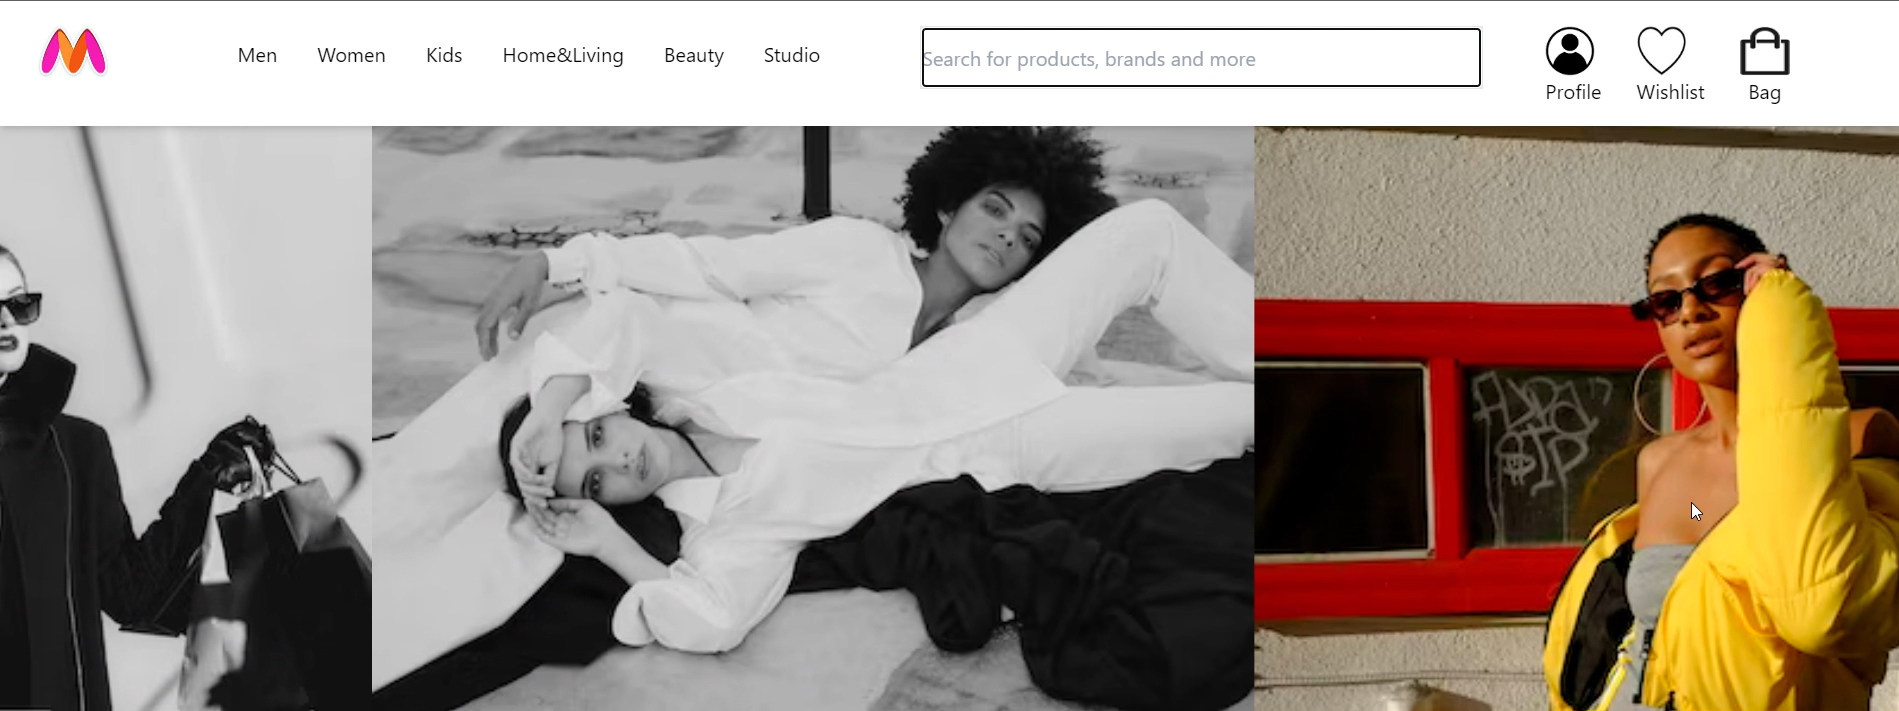 Men Women Kids Home&Living Beauty Studio
Search for products, brands and more
Profile Wishlist Bag